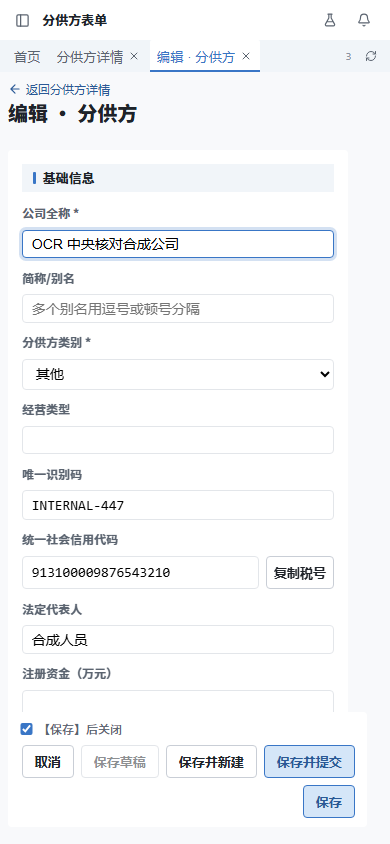 分供方表单
首页 分供方详情 × 编辑 · 分供方 × 3
← 返回分供方详情
编辑 · 分供方
基础信息
公司全称 *
OCR 中央核对合成公司
简称/别名
多个别名用逗号或顿号分隔
分供方类别 *
其他
经营类型
唯一识别码
INTERNAL-447
统一社会信用代码
913100009876543210 复制税号
法定代表人
合成人员
注册资金（万元）
【保存】后关闭
取消 保存草稿 保存并新建 保存并提交
保存